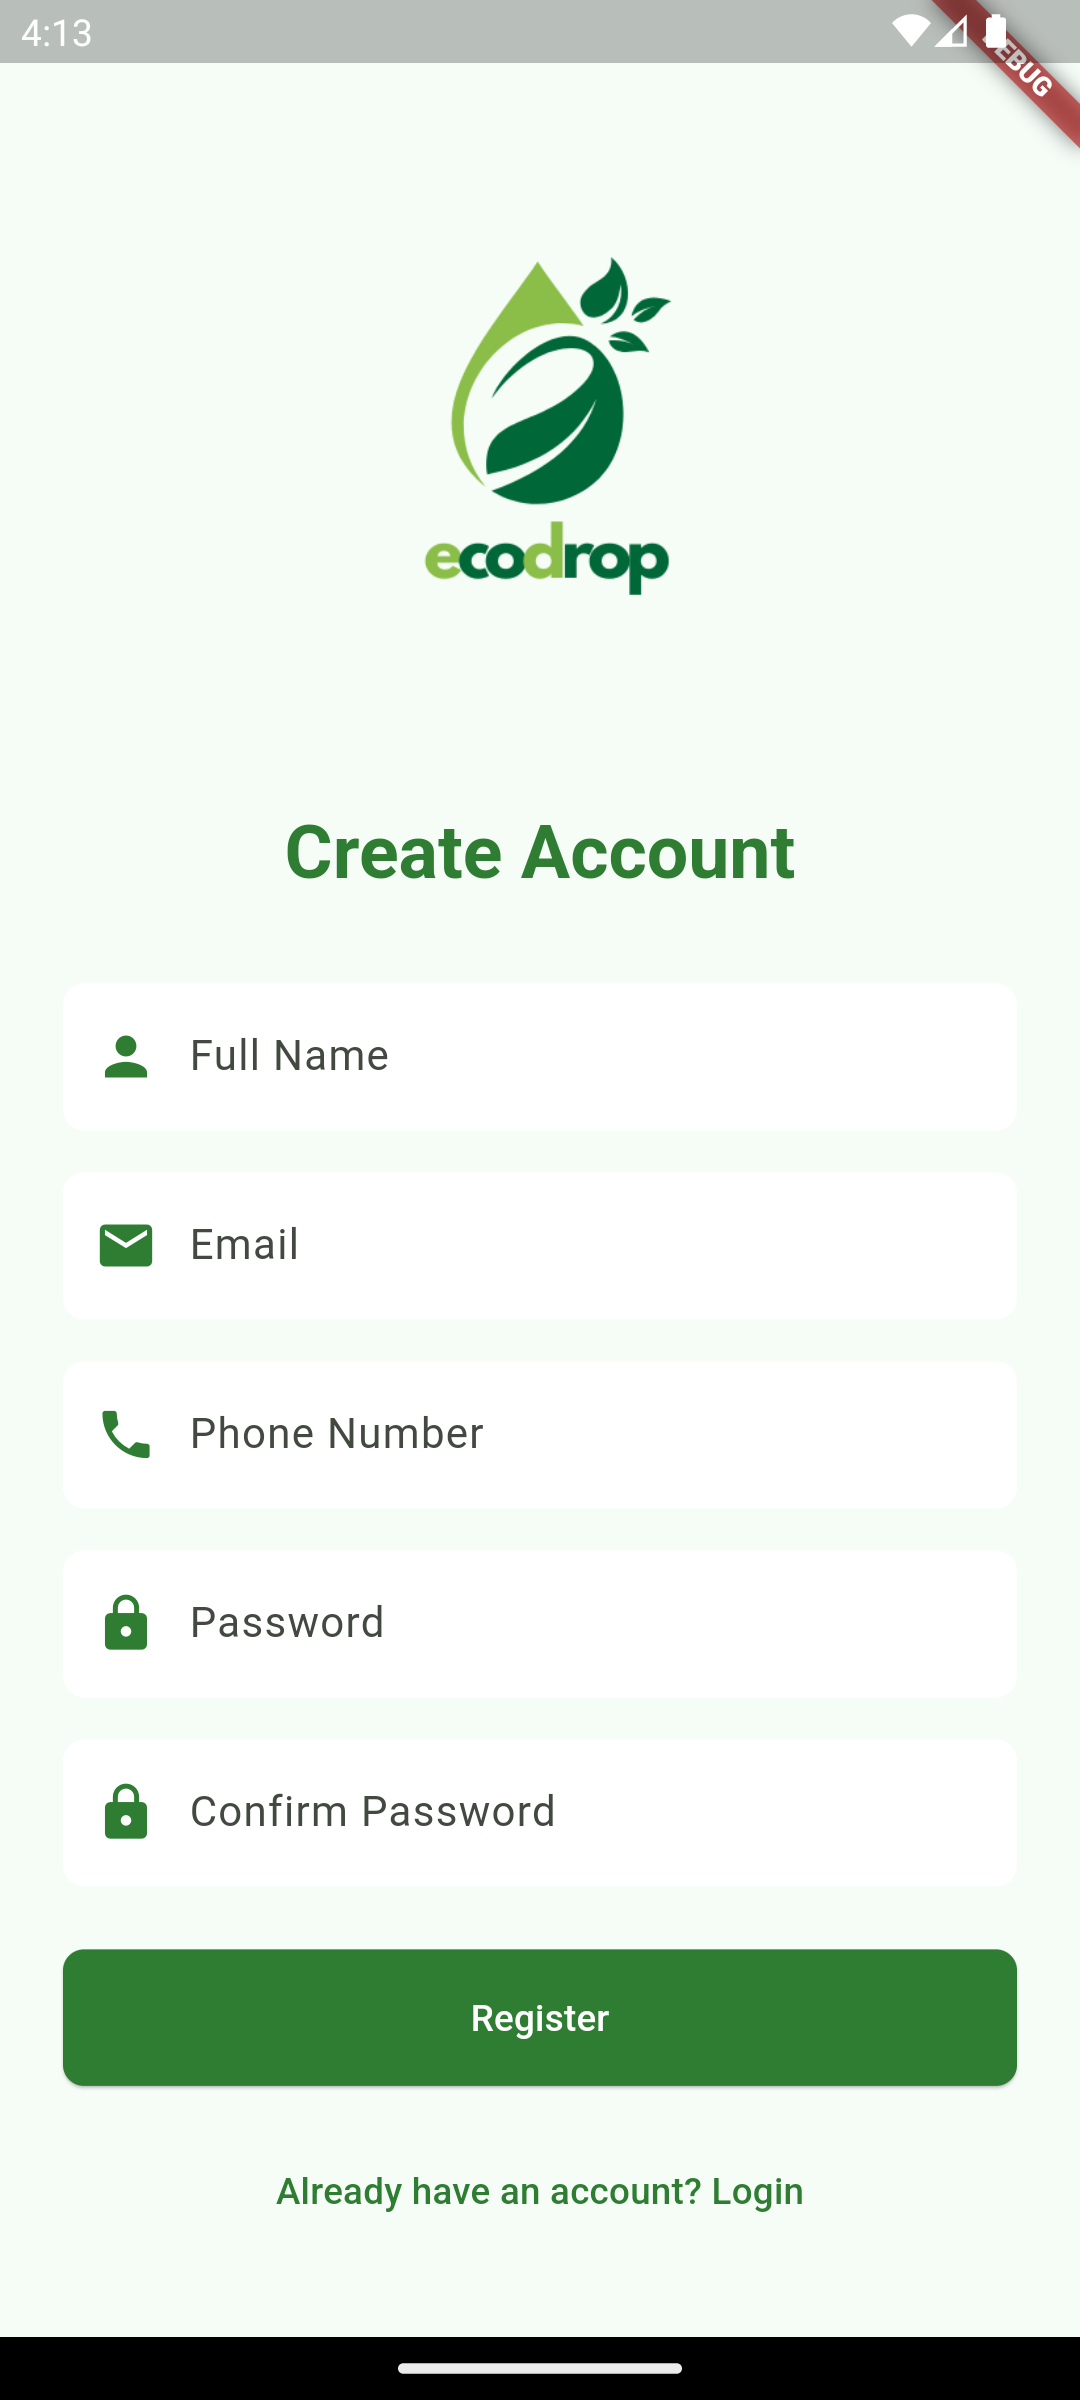 4:13
DEBUG
ecodrop
Create Account
Full Name
Email
Phone Number
Password
Confirm Password
Register
Already have an account? Login